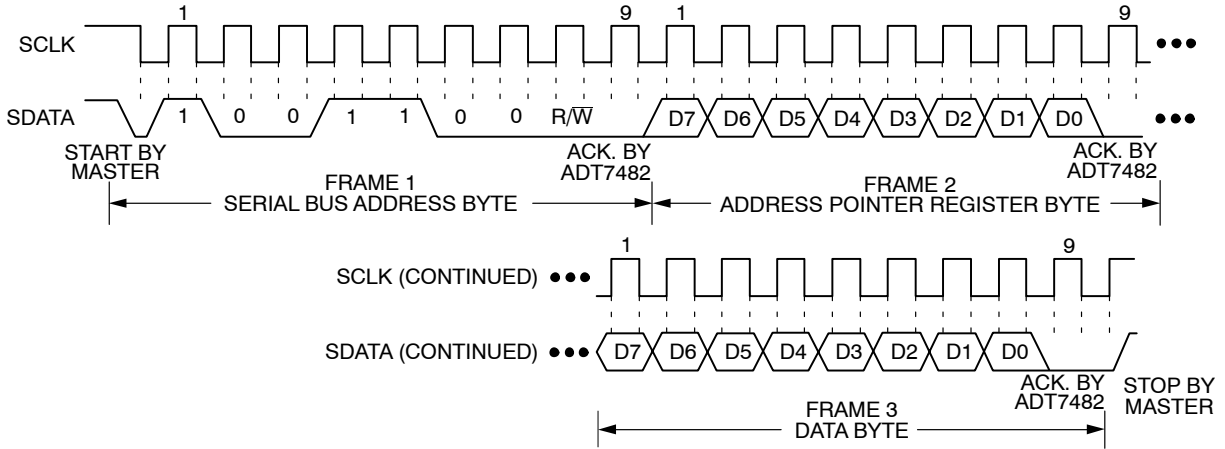 1 9 1 9
SCLK
SDATA 1 0 0 1 1 0 0 R/W̅ D7 D6 D5 D4 D3 D2 D1 D0
START BY
MASTER
ACK. BY
ADT7482
ACK. BY
ADT7482
FRAME 1
SERIAL BUS ADDRESS BYTE
FRAME 2
ADDRESS POINTER REGISTER BYTE
1 9
SCLK (CONTINUED)
SDATA (CONTINUED) D7 D6 D5 D4 D3 D2 D1 D0
ACK. BY
ADT7482
STOP BY
MASTER
FRAME 3
DATA BYTE